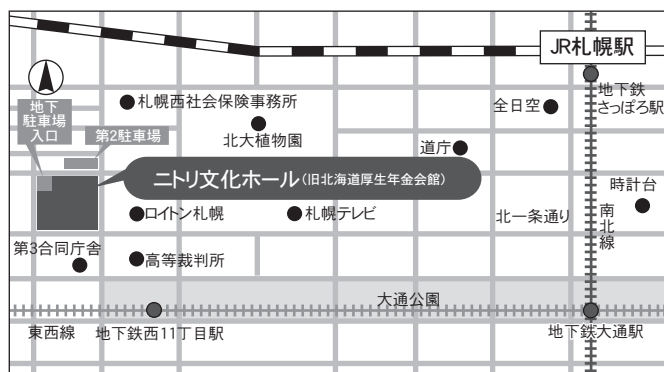 JR札幌駅
地下鉄
さっぽろ駅
札幌西社会保険事務所
全日空
地下
駐車場
入口
第2駐車場
北大植物園
道庁
ニトリ文化ホール(旧北海道厚生年金会館)
時計台
ロイトン札幌
札幌テレビ
北一条通り
南北線
第3合同庁舎
高等裁判所
大通公園
東西線
地下鉄西11丁目駅
地下鉄大通駅